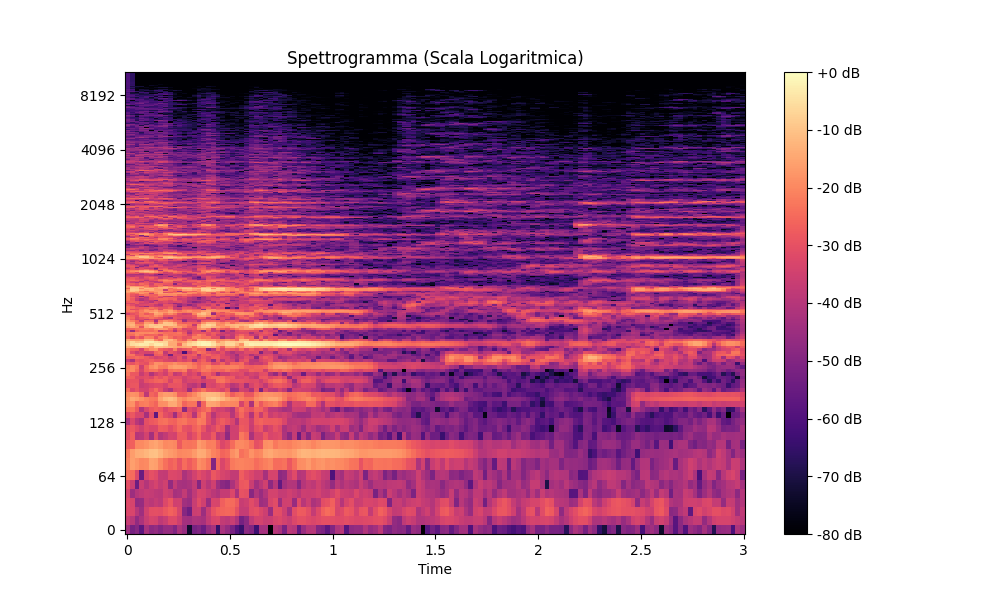 Spettrogramma (Scala Logaritmica)
Hz
8192
4096
2048
1024
512
256
128
64
0
0
0.5
1
1.5
2
2.5
3
Time
+0 dB
-10 dB
-20 dB
-30 dB
-40 dB
-50 dB
-60 dB
-70 dB
-80 dB